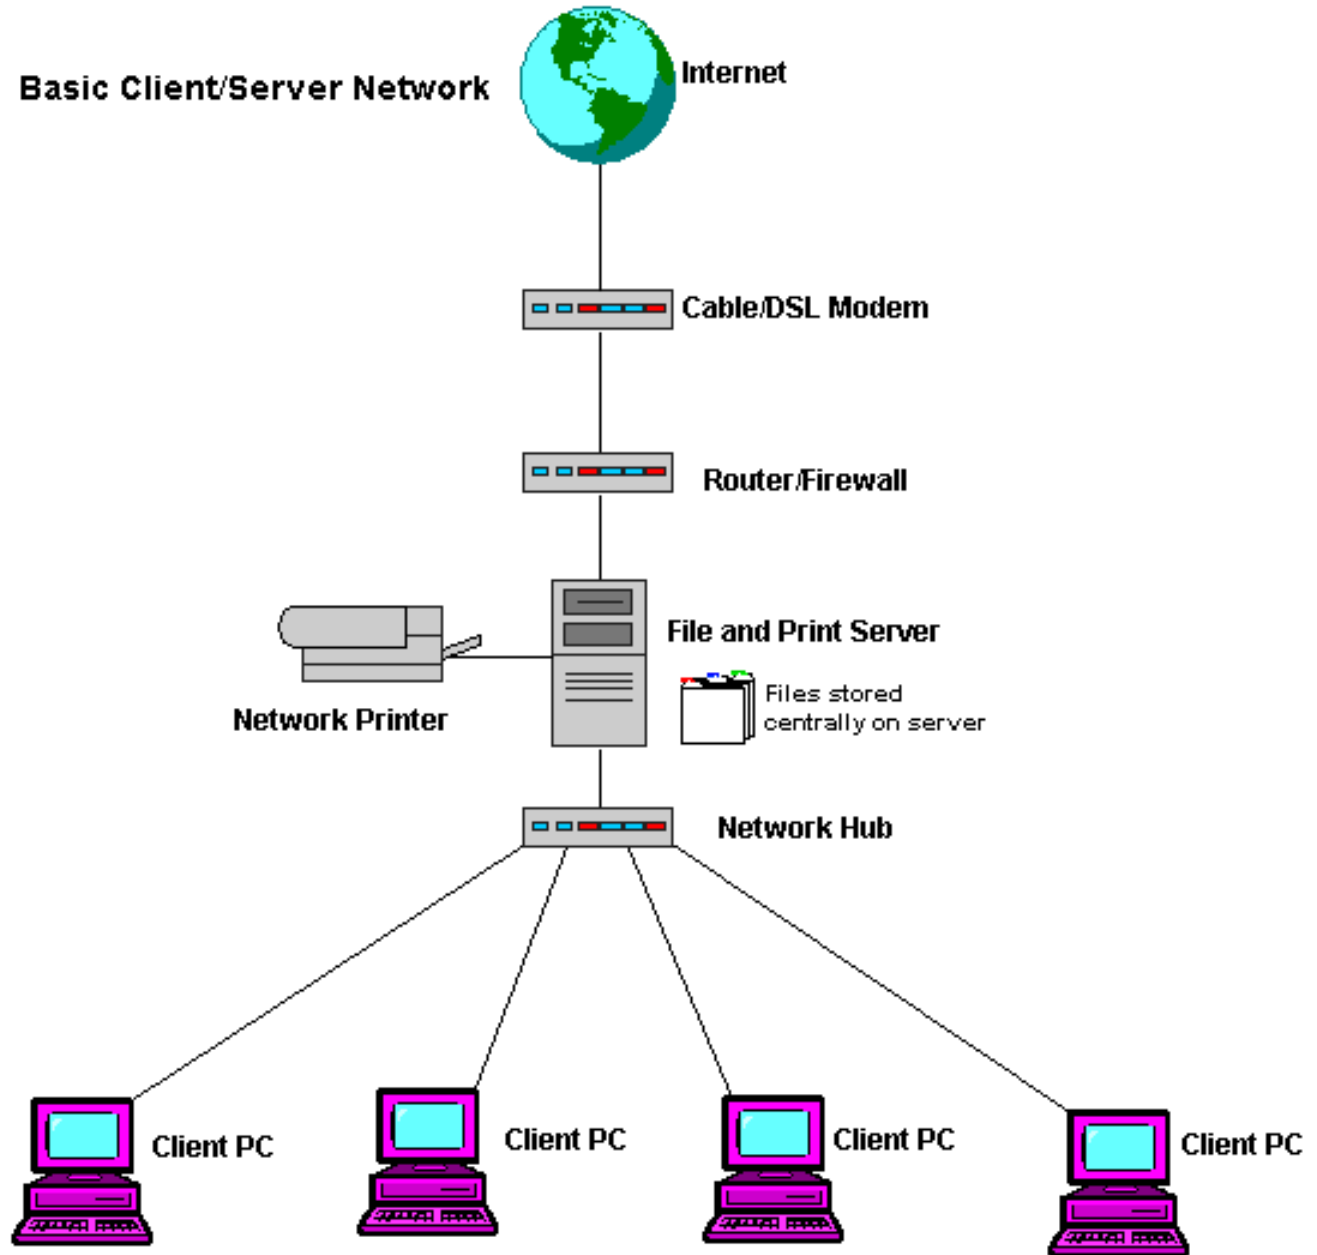 Basic Client/Server Network
Internet
Cable/DSL Modem
Router/Firewall
File and Print Server
Files stored
centrally on server
Network Printer
Network Hub
Client PC
Client PC
Client PC
Client PC